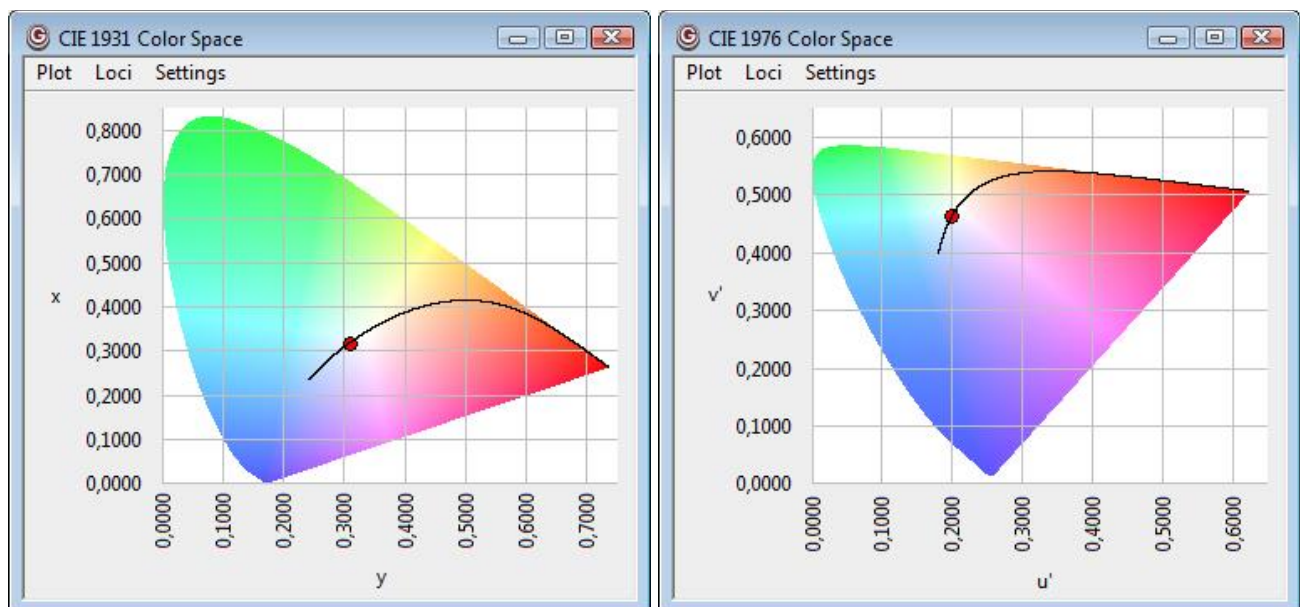 CIE 1931 Color Space
Plot Loci Settings
0,8000
0,7000
0,6000
0,5000
x
0,4000
0,3000
0,2000
0,1000
0,0000
0,0000 0,1000 0,2000 0,3000 0,4000 0,5000 0,6000 0,7000
y
CIE 1976 Color Space
Plot Loci Settings
0,6000
0,5000
0,4000
v'
0,3000
0,2000
0,1000
0,0000
0,0000 0,1000 0,2000 0,3000 0,4000 0,5000 0,6000
u'